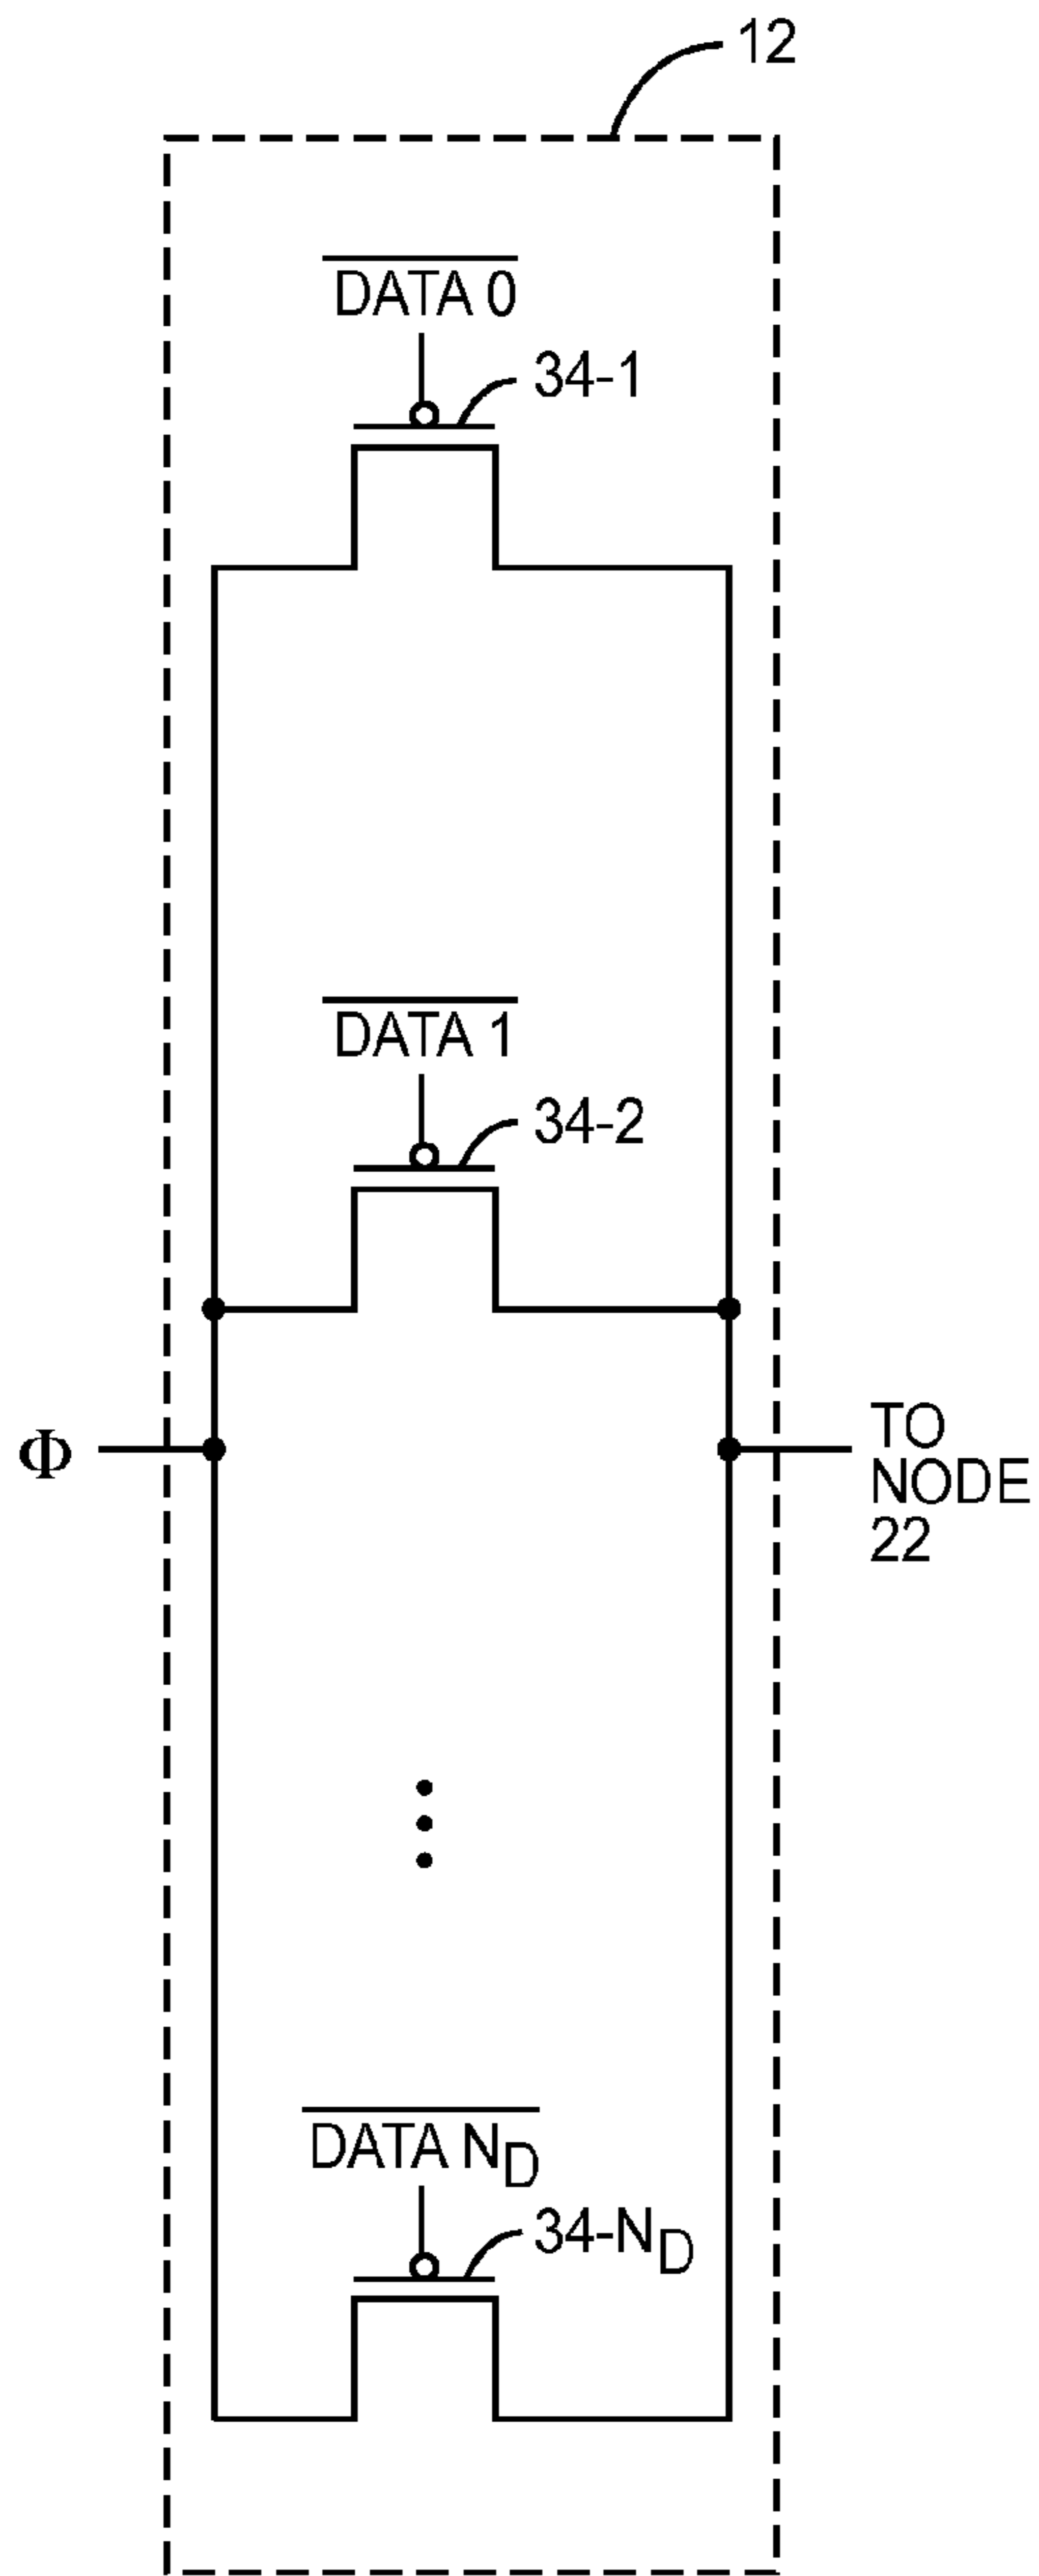 12
DATA 0
34-1
DATA 1
34-2
Φ
TO
NODE
22
DATA N_D
34-N_D